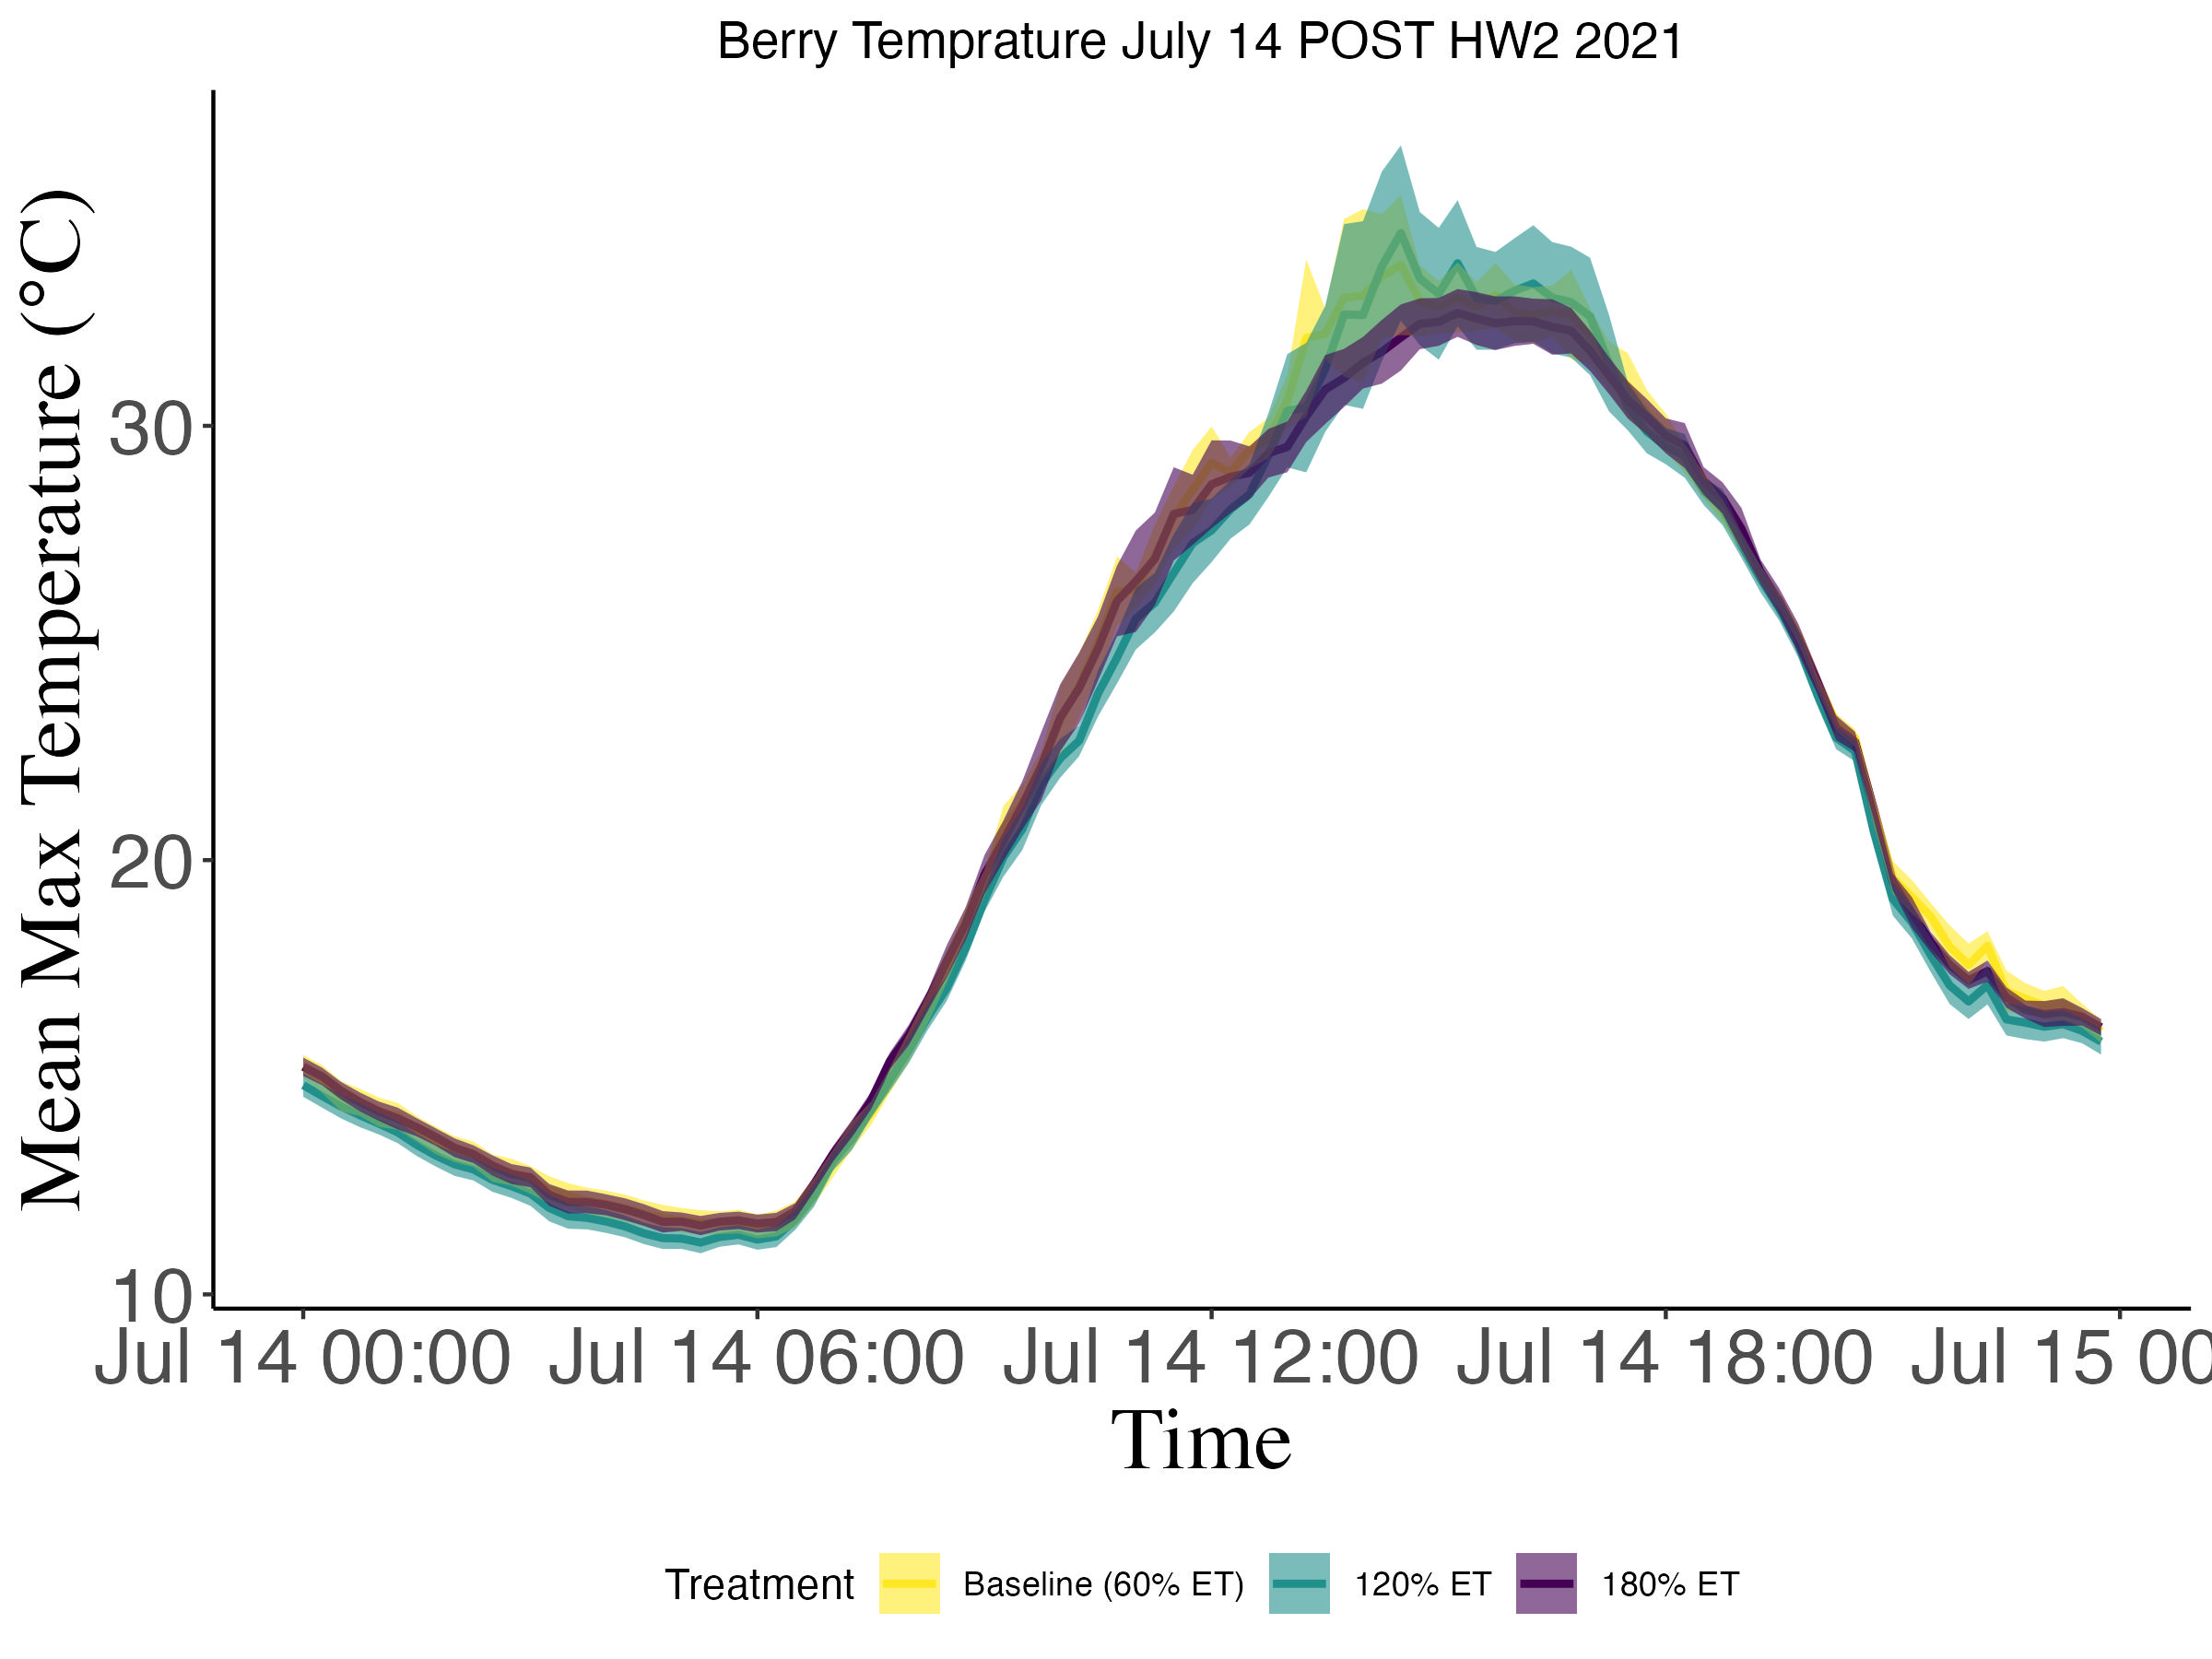 Berry Temprature July 14 POST HW2 2021
Mean Max Temperature (°C)
30
20
10
Jul 14 00:00 Jul 14 06:00 Jul 14 12:00 Jul 14 18:00 Jul 15 00
Time
Treatment Baseline (60% ET) 120% ET 180% ET